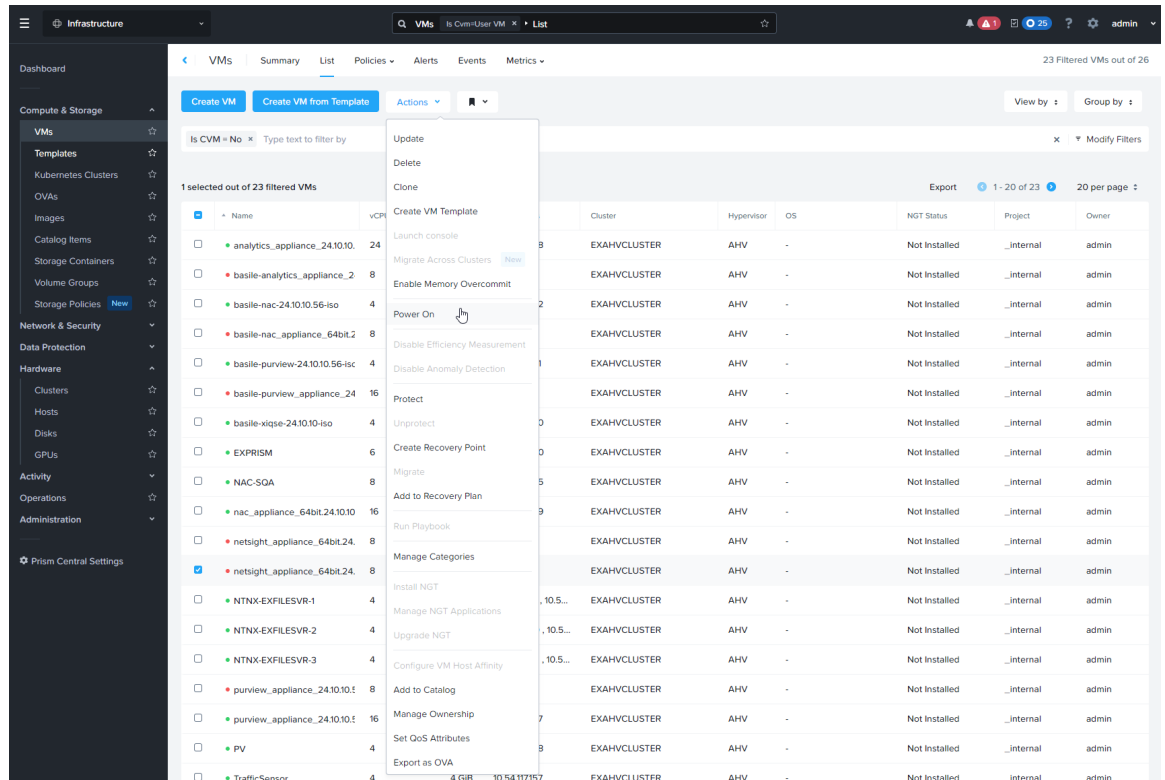 Infrastructure
VMs Is Cvm=User VM × List
1 25 ? admin
Dashboard
Compute & Storage
VMs
Templates
Kubernetes Clusters
OVAs
Images
Catalog Items
Storage Containers
Volume Groups
Storage Policies New
Network & Security
Data Protection
Hardware
Clusters
Hosts
Disks
GPUs
Activity
Operations
Administration
Prism Central Settings
VMs Summary List Policies Alerts Events Metrics 23 Filtered VMs out of 26
Create VM Create VM from Template Actions View by Group by
Is CVM = No × Type text to filter by × Modify Filters
1 selected out of 23 filtered VMs Export 1 - 20 of 23 20 per page
Update
Delete
Clone
Create VM Template
Launch console
Migrate Across Clusters New
Enable Memory Overcommit
Power On
Disable Efficiency Measurement
Disable Anomaly Detection
Protect
Unprotect
Create Recovery Point
Migrate
Add to Recovery Plan
Run Playbook
Manage Categories
Install NGT
Manage NGT Applications
Upgrade NGT
Configure VM Host Affinity
Add to Catalog
Manage Ownership
Set QoS Attributes
Export as OVA
Name vCPU Cluster Hypervisor OS NGT Status Project Owner
analytics_appliance_24.10.10. 24 8 EXAHVCLUSTER AHV - Not Installed _internal admin
basile-analytics_appliance_2 8 EXAHVCLUSTER AHV - Not Installed _internal admin
basile-nac-24.10.10.56-iso 4 2 EXAHVCLUSTER AHV - Not Installed _internal admin
basile-nac_appliance_64bit.2 8 EXAHVCLUSTER AHV - Not Installed _internal admin
basile-purview-24.10.10.56-isc 4 1 EXAHVCLUSTER AHV - Not Installed _internal admin
basile-purview_appliance_24 16 EXAHVCLUSTER AHV - Not Installed _internal admin
basile-xiqse-24.10.10-iso 4 0 EXAHVCLUSTER AHV - Not Installed _internal admin
EXPRISM 6 0 EXAHVCLUSTER AHV - Not Installed _internal admin
NAC-SQA 8 5 EXAHVCLUSTER AHV - Not Installed _internal admin
nac_appliance_64bit.24.10.10 16 9 EXAHVCLUSTER AHV - Not Installed _internal admin
netsight_appliance_64bit.24. 8 EXAHVCLUSTER AHV - Not Installed _internal admin
netsight_appliance_64bit.24. 8 EXAHVCLUSTER AHV - Not Installed _internal admin
NTNX-EXFILESVR-1 4 , 10.5... EXAHVCLUSTER AHV - Not Installed _internal admin
NTNX-EXFILESVR-2 4 , 10.5... EXAHVCLUSTER AHV - Not Installed _internal admin
NTNX-EXFILESVR-3 4 , 10.5... EXAHVCLUSTER AHV - Not Installed _internal admin
purview_appliance_24.10.10.5 8 EXAHVCLUSTER AHV - Not Installed _internal admin
purview_appliance_24.10.10.5 16 7 EXAHVCLUSTER AHV - Not Installed _internal admin
PV 4 8 EXAHVCLUSTER AHV - Not Installed _internal admin
TrafficSensor 4 4 GiB 10.54.117.157 EXAHVCLUSTER AHV - Not Installed _internal admin